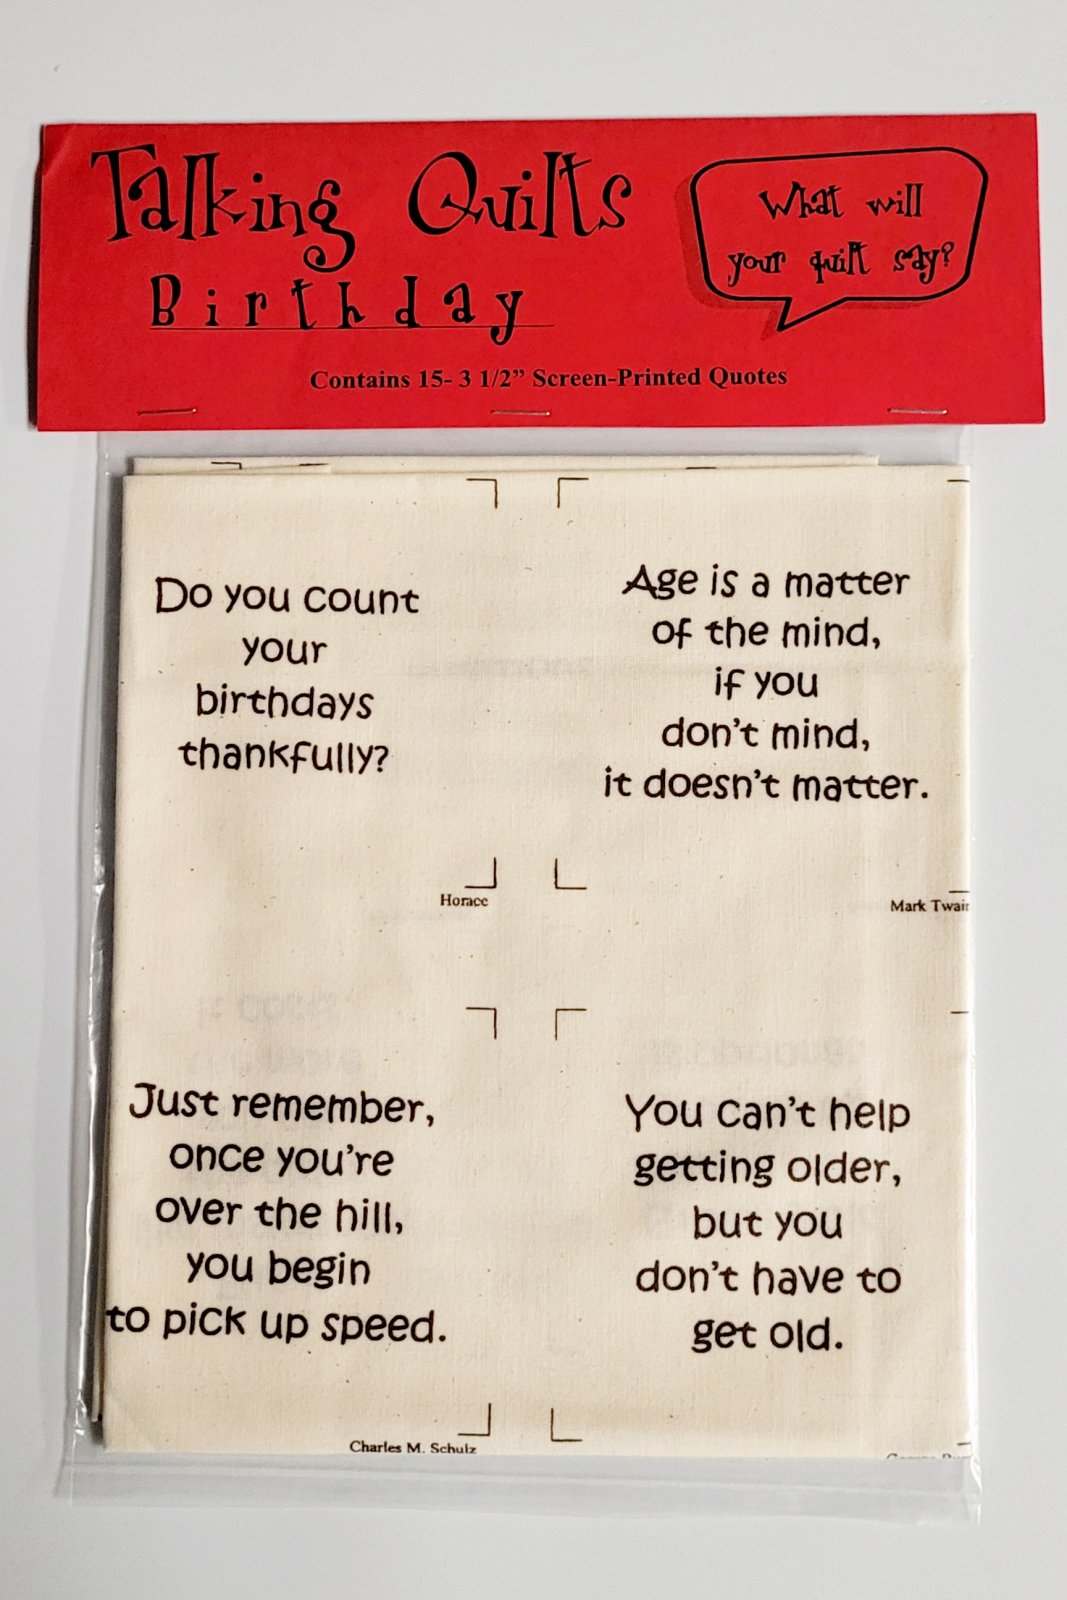 Talking Quilts
Birthday
What will
your quilt say?
Contains 15- 3 1/2” Screen-Printed Quotes
Do you count
your
birthdays
thankfully?
Horace
Age is a matter
of the mind,
if you
don't mind,
it doesn't matter.
Mark Twain
Just remember,
once you're
over the hill,
you begin
to pick up speed.
Charles M. Schulz
You can't help
getting older,
but you
don't have to
get old.